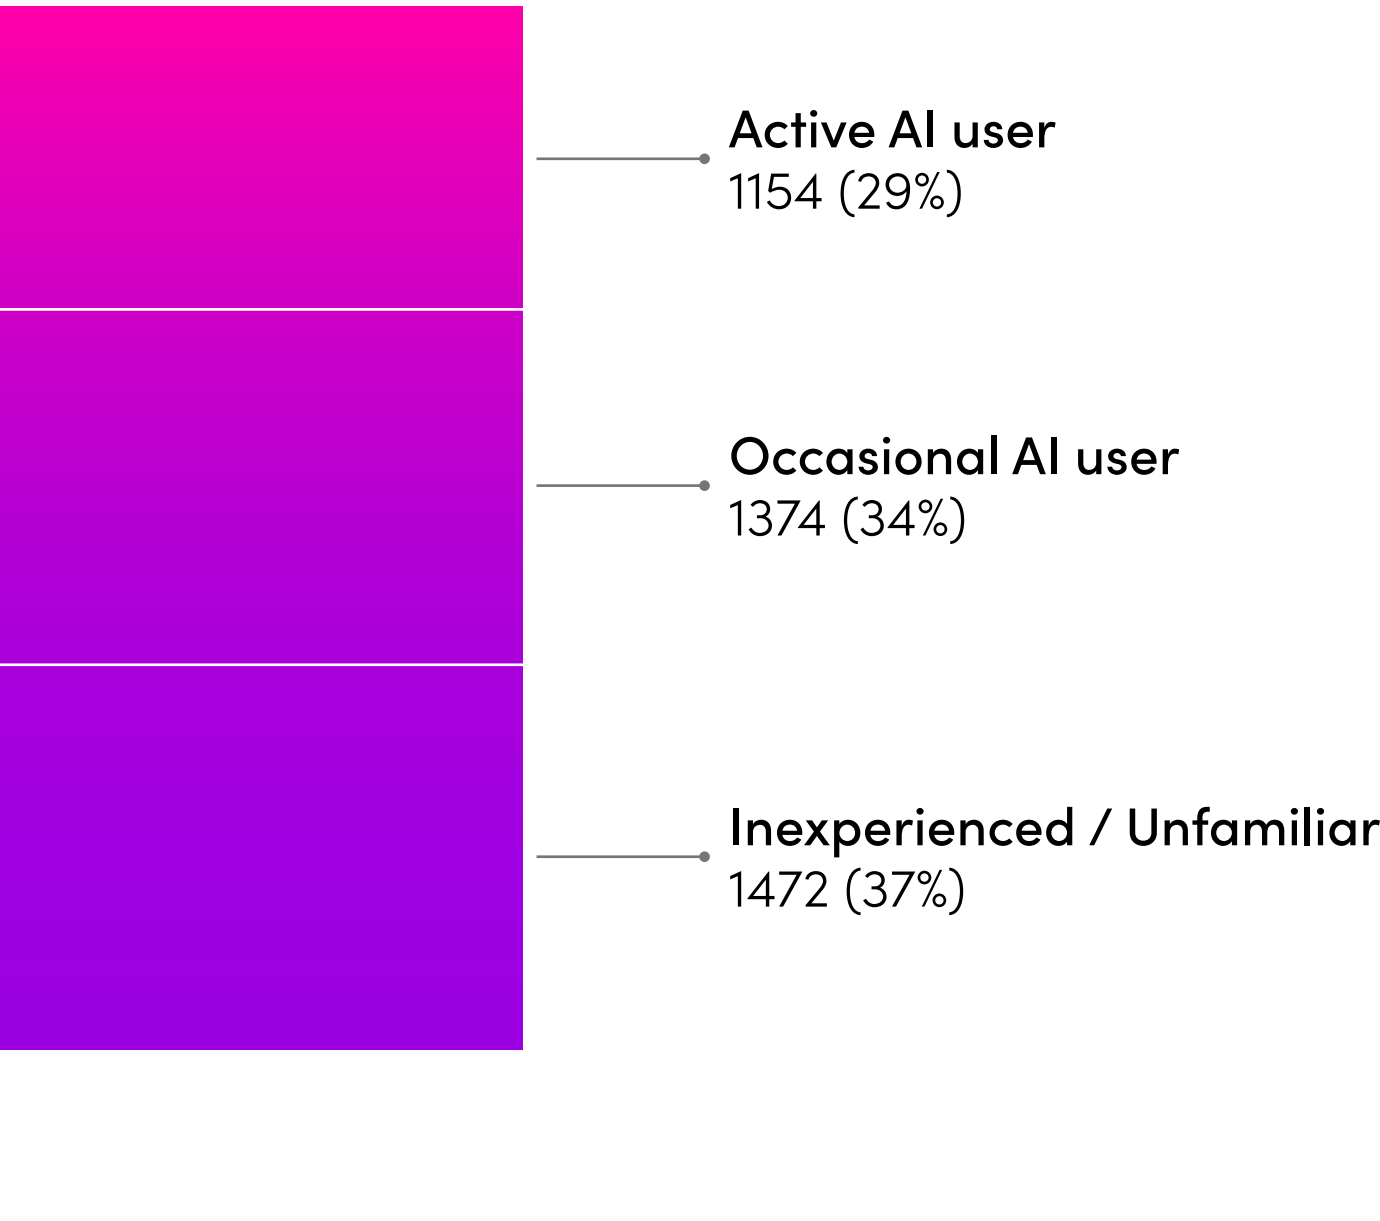 Active AI user
1154 (29%)
Occasional AI user
1374 (34%)
Inexperienced / Unfamiliar
1472 (37%)